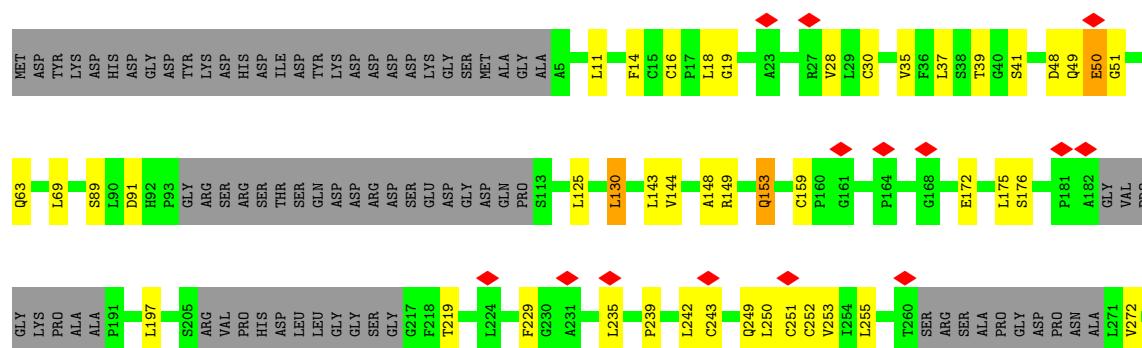 MET ASP TYR LYS ASP HIS ASP GLY ASP TYR LYS ASP HIS ASP ILE ASP TYR LYS ASP ASP ASP ASP LYS GLY SER MET ALA GLY ALA A5 L11 F14 C15 C16 P17 L18 G19 A23 R27 V28 L29 C30 V35 F36 L37 S38 T39 G40 S41 D48 Q49 E50 G51
Q63 L69 S89 L90 D91 H92 P93 GLY ARG SER ARG SER THR SER GLN ASP ASP ARG ASP SER GLU ASP GLY ASP GLN PRO S113 L125 L130 L143 V144 A148 R149 Q153 C159 P160 G161 P164 G168 E172 L175 S176 P181 A182 GLY VAL
GLY LYS PRO ALA ALA P191 L197 S205 ARG VAL PRO HIS ASP LEU LEU GLY GLY SER GLY G217 F218 T219 L224 F229 G230 A231 L235 P239 L242 C243 Q249 L250 C251 C252 V253 I254 L255 T260 SER ARG SER ALA PRO GLY ASP PRO ASN ALA L271 V272